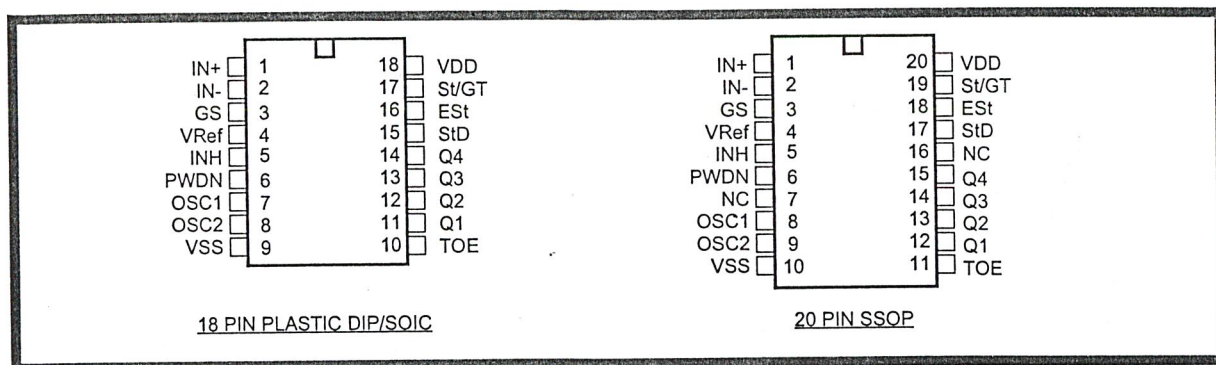 IN+ 1 18 VDD
IN- 2 17 St/GT
GS 3 16 ESt
VRef 4 15 StD
INH 5 14 Q4
PWDN 6 13 Q3
OSC1 7 12 Q2
OSC2 8 11 Q1
VSS 9 10 TOE
18 PIN PLASTIC DIP/SOIC
IN+ 1 20 VDD
IN- 2 19 St/GT
GS 3 18 ESt
VRef 4 17 StD
INH 5 16 NC
PWDN 6 15 Q4
NC 7 14 Q3
OSC1 8 13 Q2
OSC2 9 12 Q1
VSS 10 11 TOE
20 PIN SSOP